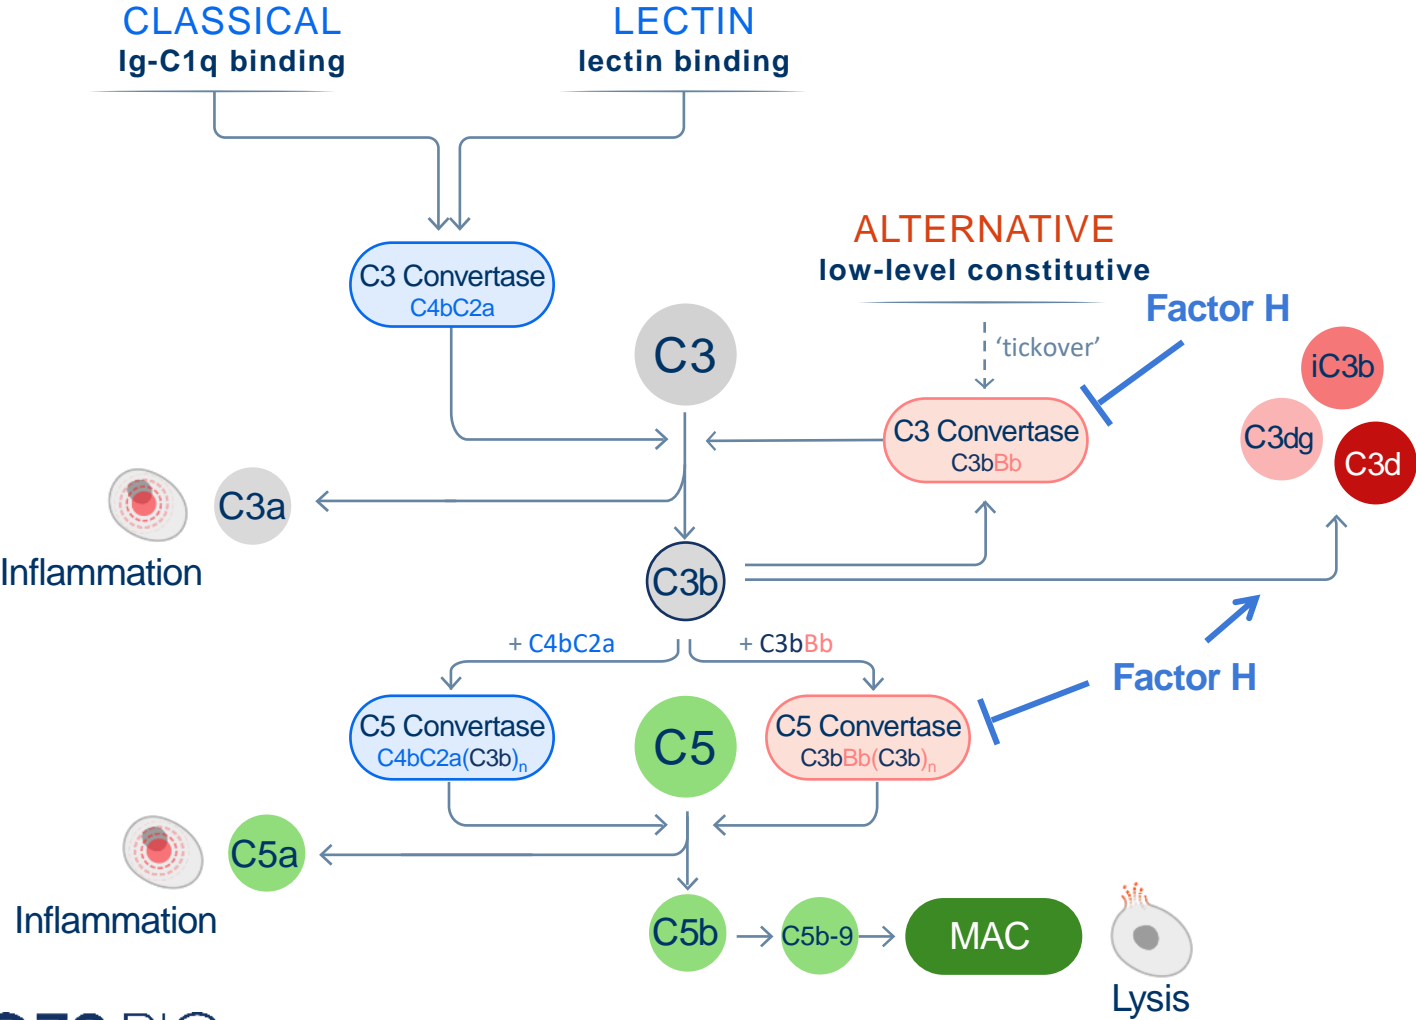 CLASSICAL
Ig-C1q binding
LECTIN
lectin binding
ALTERNATIVE
low-level constitutive
'tickover'
Factor H
C3 Convertase
C4bC2a
C3
C3 Convertase
C3bBb
iC3b
C3dg
C3d
C3a
Inflammation
C3b
+ C4bC2a
+ C3bBb
Factor H
C5 Convertase
C4bC2a(C3b)n
C5
C5 Convertase
C3bBb(C3b)n
C5a
Inflammation
C5b
C5b-9
MAC
Lysis